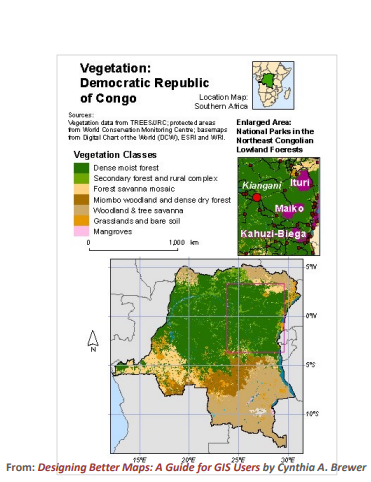 Vegetation:
Democratic Republic
of Congo
Location Map:
Southern Africa
Sources:
Vegetation data from TREES/JRC; protected areas
from World Conservation Monitoring Centre; basemaps
from Digital Chart of the World (DCW), ESRI and WRI.
Enlarged Area:
National Parks in the
Northeast Congolian
Lowland Foerests
Vegetation Classes
Dense moist forest
Secondary forest and rural complex
Forest savanna mosaic
Miombo woodland and dense dry forest
Woodland & tree savanna
Grasslands and bare soil
Mangroves
Kiangani
Ituri
Maiko
Kahuzi-Biega
0 1,000 km
5°N
0°N
5°S
10°S
N
15°E 20°E 25°E 30°E
From: Designing Better Maps: A Guide for GIS Users by Cynthia A. Brewer